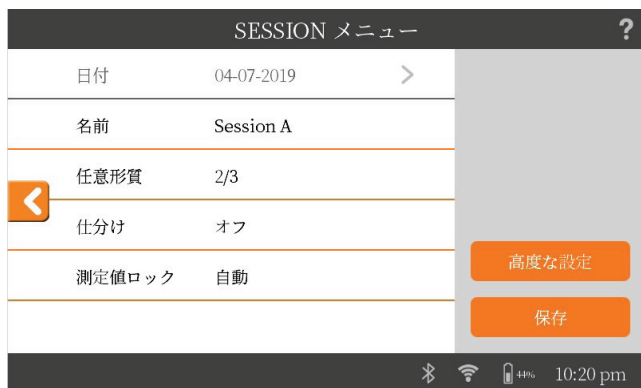 SESSION メニュー ?
日付 04-07-2019
名前 Session A
任意形質 2/3
仕分け オフ
測定値ロック 自動
高度な設定
保存
44% 10:20 pm